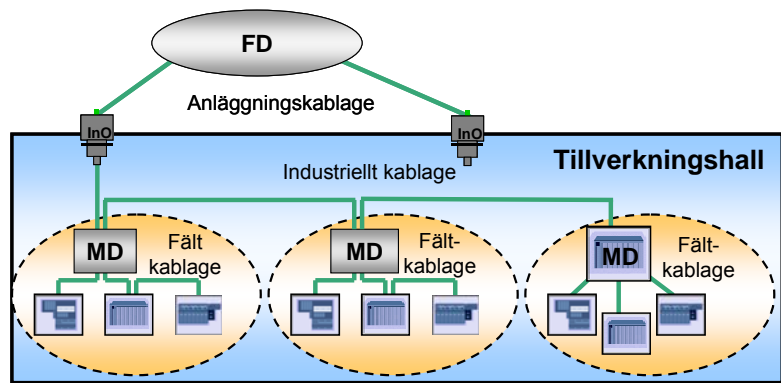 FD
Anläggningskablage
InO
InO
Tillverkningshall
Industriellt kablage
MD
Fält
kablage
MD
Fält-
kablage
MD
Fält-
kablage